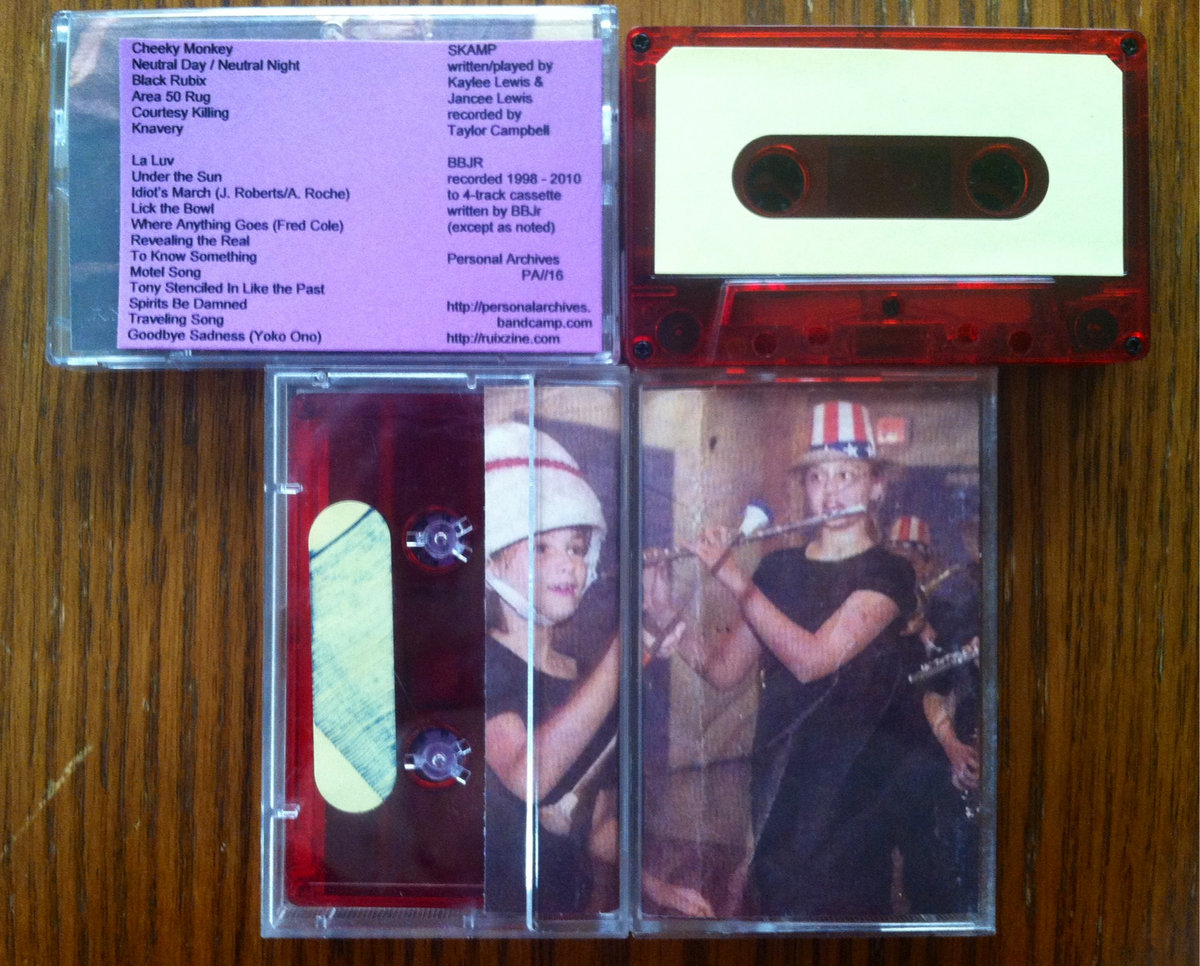 Cheeky Monkey
Neutral Day / Neutral Night
Black Rubix
Area 50 Rug
Courtesy Killing
Knavery
La Luv
Under the Sun
Idiot's March (J. Roberts/A. Roche)
Lick the Bowl
Where Anything Goes (Fred Cole)
Revealing the Real
To Know Something
Motel Song
Tony Stenciled In Like the Past
Spirits Be Damned
Traveling Song
Goodbye Sadness (Yoko Ono)
SKAMP
written/played by
Kaylee Lewis &
Jancee Lewis
recorded by
Taylor Campbell
BBJR
recorded 1998 - 2010
to 4-track cassette
written by BBJr
(except as noted)
Personal Archives
PA//16
http://personalarchives.
bandcamp.com
http://ruixzine.com